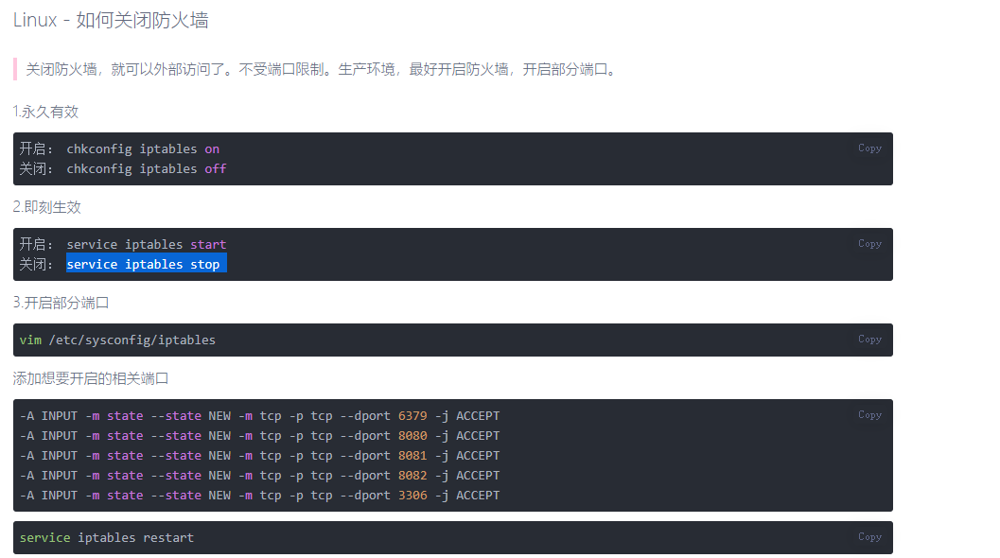 Linux - 如何关闭防火墙
关闭防火墙，就可以外部访问了。不受端口限制。生产环境，最好开启防火墙，开启部分端口。
1.永久有效
开启： chkconfig iptables on
Copy
关闭： chkconfig iptables off
2.即刻生效
开启： service iptables start
Copy
关闭： service iptables stop
3.开启部分端口
vim /etc/sysconfig/iptables
Copy
添加想要开启的相关端口
-A INPUT -m state --state NEW -m tcp -p tcp --dport 6379 -j ACCEPT
Copy
-A INPUT -m state --state NEW -m tcp -p tcp --dport 8080 -j ACCEPT
-A INPUT -m state --state NEW -m tcp -p tcp --dport 8081 -j ACCEPT
-A INPUT -m state --state NEW -m tcp -p tcp --dport 8082 -j ACCEPT
-A INPUT -m state --state NEW -m tcp -p tcp --dport 3306 -j ACCEPT
service iptables restart
Copy